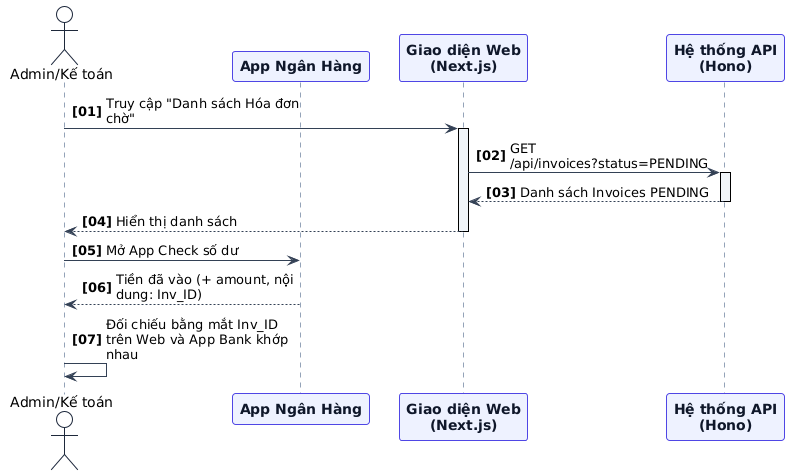 Admin/Kế toán
App Ngân Hàng
Giao diện Web
(Next.js)
Hệ thống API
(Hono)
[01] Truy cập "Danh sách Hóa đơn
chờ"
[02] GET
/api/invoices?status=PENDING
[03] Danh sách Invoices PENDING
[04] Hiển thị danh sách
[05] Mở App Check số dư
[06] Tiền đã vào (+ amount, nội
dung: Inv_ID)
[07] Đối chiếu bằng mắt Inv_ID
trên Web và App Bank khớp
nhau
Admin/Kế toán
App Ngân Hàng
Giao diện Web
(Next.js)
Hệ thống API
(Hono)